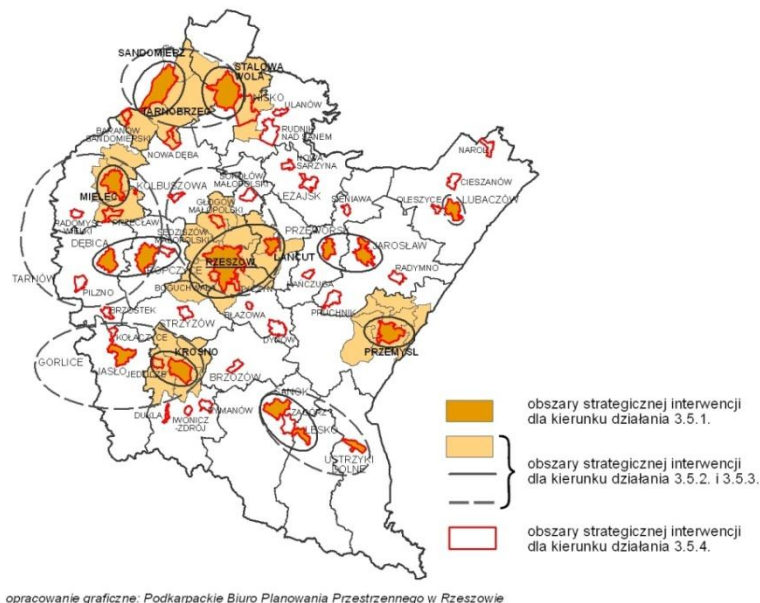 SANDOMIERZ
STALOWA
WOLA
NISKO
ULANÓW
TARNOBRZEG
RUDNIK
NAD SANEM
BARANÓW
SANDOMIERSKI
NOWA DĘBA
NOWA
SARZYNA
NAROL
CIESZANÓW
SOKOŁÓW
MAŁOPOLSKI
LEŻAJSK
KOLBUSZOWA
MIELEC
OLESZYCE
LUBACZÓW
SIENIAWA
GŁOGÓW
MAŁOPOLSKI
RADOMYŚL
WIELKI
PRZECŁAW
SĘDZISZÓW
MAŁOPOLSKI
PRZEWORSK
DĘBICA
JAROSŁAW
ŁAŃCUT
RZESZÓW
ROPCZYCE
RADYMNO
TARNÓW
KAŃCZUGA
PILZNO
BOGUCHWAŁA
TYCZYN
PRUCHNIK
BŁAŻOWA
BRZOSTEK
STRZYŻÓW
DYNÓW
KOŁACZYCE
PRZEMYŚL
KROSNO
GORLICE
JASŁO
JEDLICZE
BRZOZÓW
SANOK
DUKLA
RYMANÓW
ZAGÓRZ
IWONICZ
-ZDRÓJ
LESKO
USTRZYKI
DOLNE
obszary strategicznej interwencji
dla kierunku działania 3.5.1.
obszary strategicznej interwencji
dla kierunku działania 3.5.2. i 3.5.3.
obszary strategicznej interwencji
dla kierunku działania 3.5.4.
opracowanie graficzne: Podkarpackie Biuro Planowania Przestrzennego w Rzeszowie